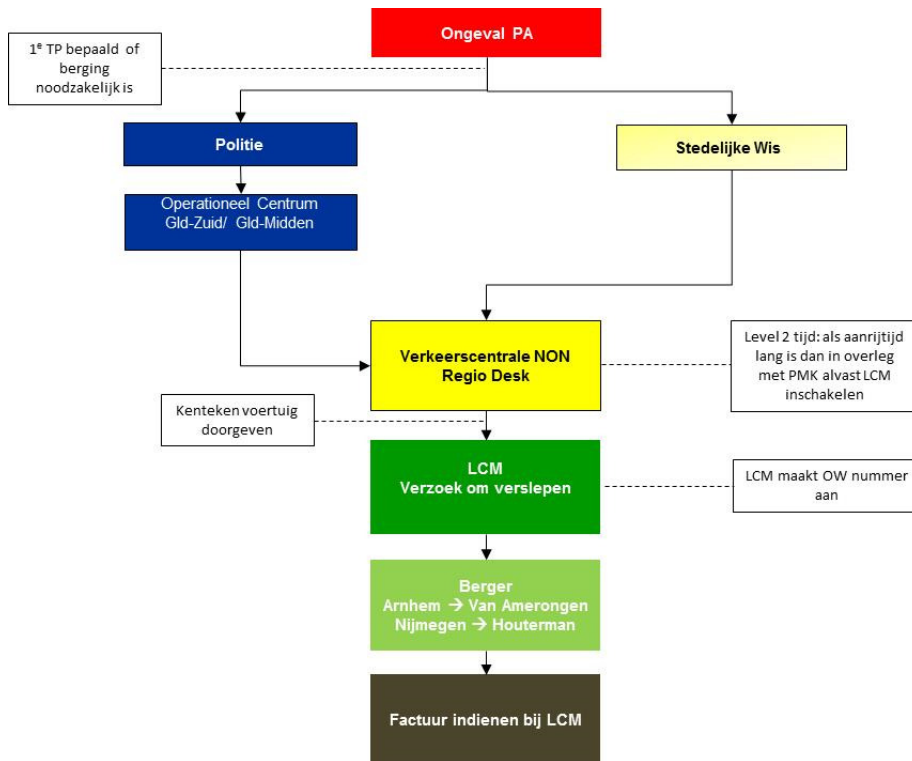 Ongeval PA
1e TP bepaald of
berging
noodzakelijk is
Politie
Stedelijke Wis
Operationeel Centrum
Gld-Zuid/ Gld-Midden
Verkeerscentrale NON
Regio Desk
Level 2 tijd: als aanrijtijd
lang is dan in overleg
met PMK alvast LCM
inschakelen
Kenteken voertuig
doorgeven
LCM
Verzoek om verslepen
LCM maakt OW nummer
aan
Berger
Arnhem → Van Amerongen
Nijmegen → Houterman
Factuur indienen bij LCM